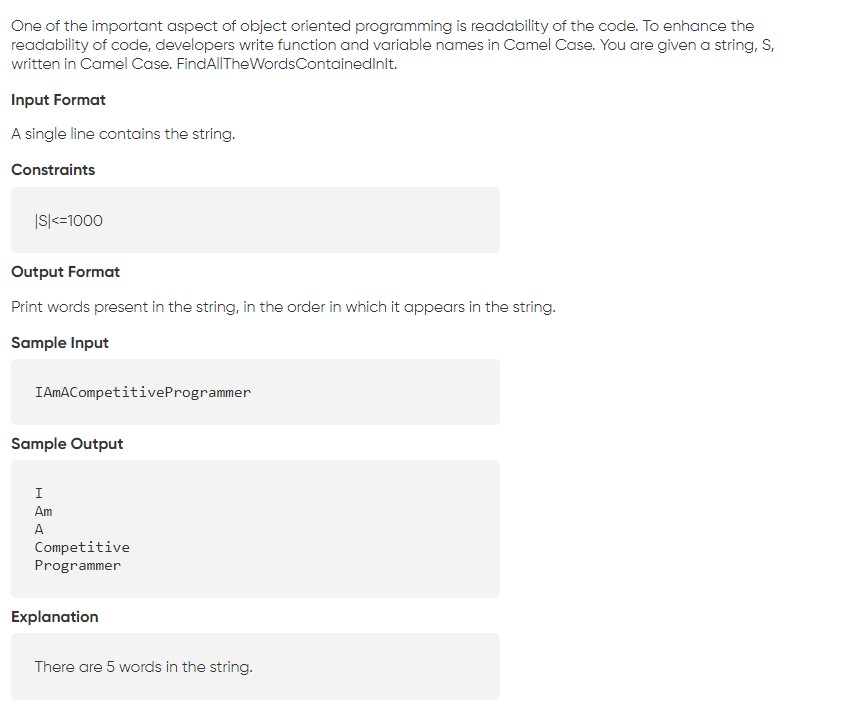 One of the important aspect of object oriented programming is readability of the code. To enhance the
readability of code, developers write function and variable names in Camel Case. You are given a string, S,
written in Camel Case. FindAllTheWordsContainedInIt.
Input Format
A single line contains the string.
Constraints
|S|<=1000
Output Format
Print words present in the string, in the order in which it appears in the string.
Sample Input
IAmACompetitiveProgrammer
Sample Output
I
Am
A
Competitive
Programmer
Explanation
There are 5 words in the string.